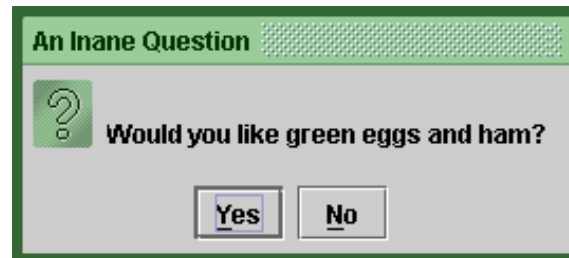 An Inane Question
Would you like green eggs and ham?
Yes No